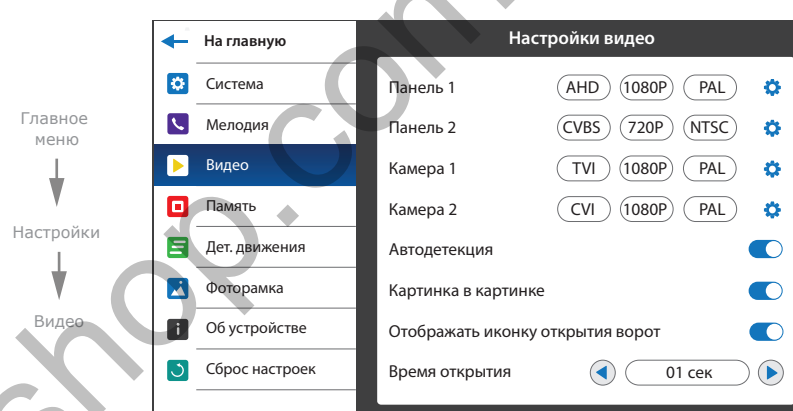 Главное
меню
Настройки
Видео
На главную
Система
Мелодия
Видео
Память
Дет. движения
Фоторамка
Об устройстве
Сброс настроек
Настройки видео
Панель 1 AHD 1080P PAL
Панель 2 CVBS 720P NTSC
Камера 1 TVI 1080P PAL
Камера 2 CVI 1080P PAL
Автодетекция
Картинка в картинке
Отображать иконку открытия ворот
Время открытия 01 сек
shop.com